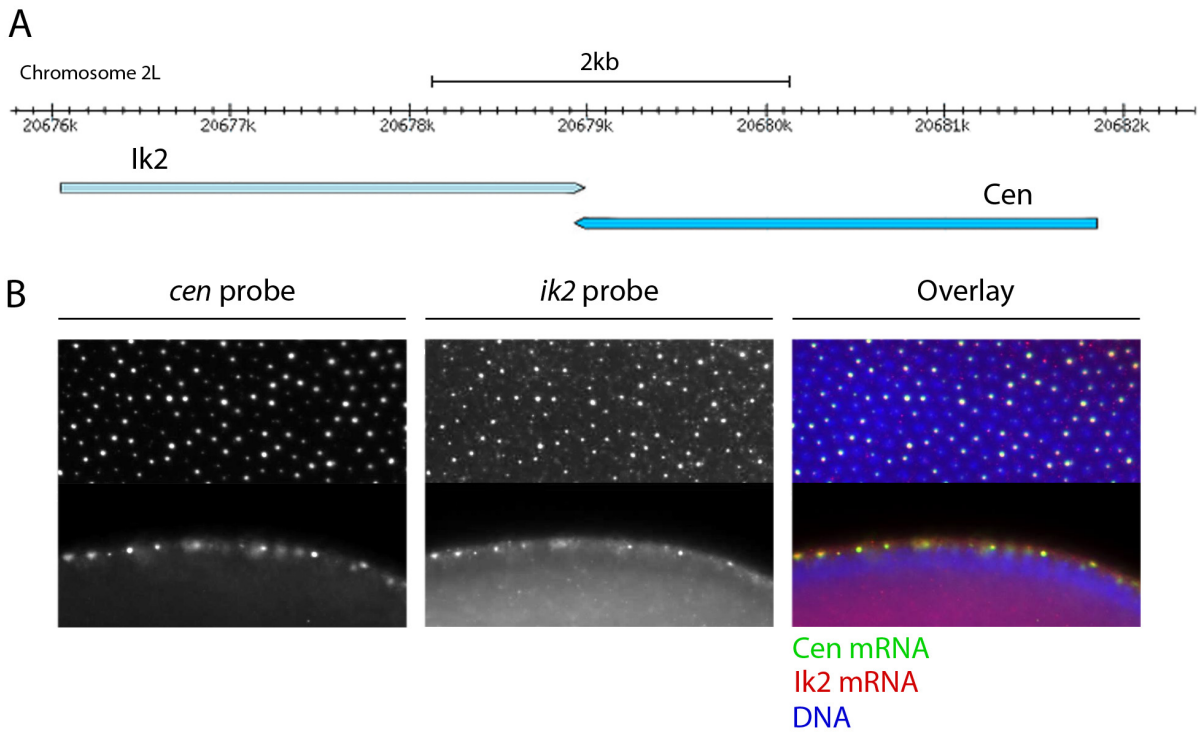 A
Chromosome 2L
2kb
20676k 20677k 20678k 20679k 20680k 20681k 20682k
Ik2
Cen
B
cen probe ik2 probe Overlay
Cen mRNA
Ik2 mRNA
DNA